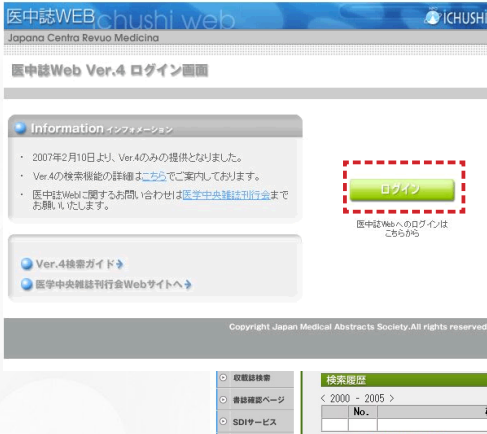 医中誌WEB ichushi web
ICHUSHI
Japana Centra Revuo Medicina
医中誌Web Ver.4 ログイン画面
Information インフォメーション
・ 2007年2月10日より、Ver.4のみの提供となりました。
・ Ver.4の検索機能の詳細はこちらでご案内しております。
・ 医中誌Webに関するお問い合わせは医学中央雑誌刊行会まで
お願いいたします。
ログイン
医中誌Webへのログインは
こちらから
Ver.4検索ガイド
医学中央雑誌刊行会Webサイトへ
Copyright Japan Medical Abstracts Society.All rights reserved
収載誌検索
書誌確認ページ
SDIサービス
検索履歴
< 2000 - 2005 >
No.